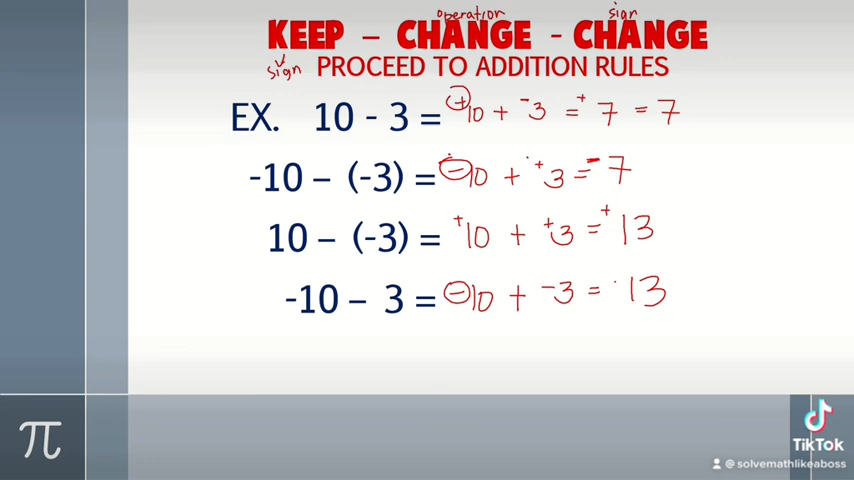 operation sign
KEEP – CHANGE - CHANGE
sign PROCEED TO ADDITION RULES
EX. 10 - 3 = +10 + -3 = +7 = 7
-10 – (-3) = -10 + +3 = -7
10 – (-3) = +10 + +3 = +13
-10 – 3 = -10 + -3 = 13
π
TikTok
@solvemathlikeaboss